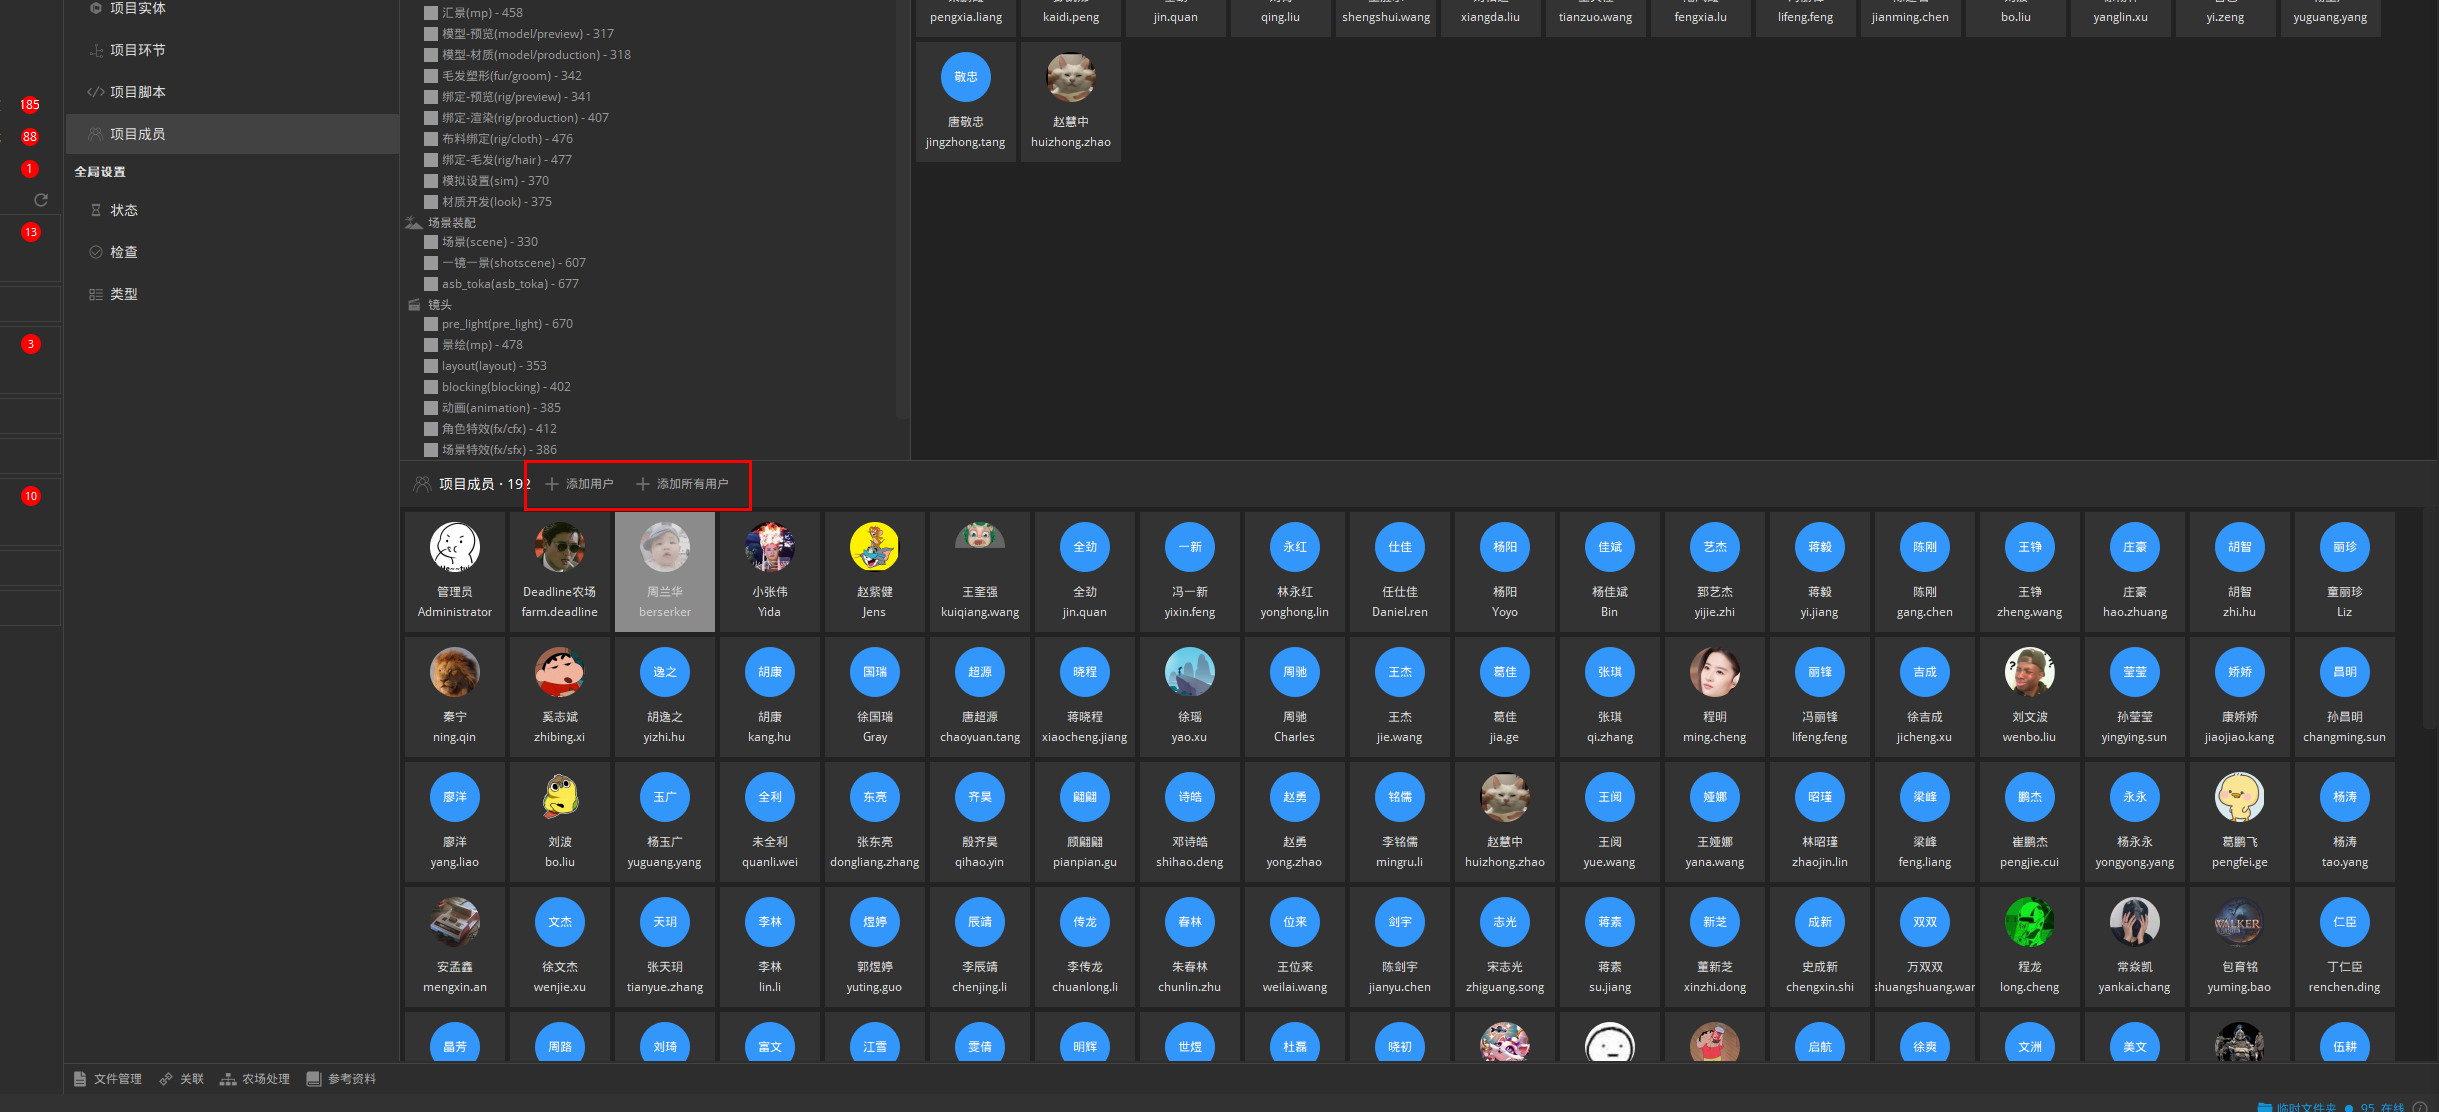 项目实体
项目环节
项目脚本
项目成员
全局设置
状态
检查
类型
185
88
1
13
3
10
汇景(mp) - 458
模型-预览(model/preview) - 317
模型-材质(model/production) - 318
毛发塑形(fur/groom) - 342
绑定-预览(rig/preview) - 341
绑定-渲染(rig/production) - 407
布料绑定(rig/cloth) - 476
绑定-毛发(rig/hair) - 477
模拟设置(sim) - 370
材质开发(look) - 375
场景装配
场景(scene) - 330
一镜一景(shotscene) - 607
asb_toka(asb_toka) - 677
镜头
pre_light(pre_light) - 670
景绘(mp) - 478
layout(layout) - 353
blocking(blocking) - 402
动画(animation) - 385
角色特效(fx/cfx) - 412
场景特效(fx/sfx) - 386
pengxia.liang kaidi.peng jin.quan qing.liu shengshui.wang xiangda.liu tianzuo.wang fengxia.lu lifeng.feng jianming.chen bo.liu yanglin.xu yi.zeng yuguang.yang
敬忠
唐敬忠 赵慧中
jingzhong.tang huizhong.zhao
项目成员 · 192 添加用户 添加所有用户
全劲 一新 永红 仕佳 杨阳 佳斌 艺杰 蒋毅 陈刚 王铮 庄豪 胡智 丽珍
管理员 Deadline农场 周兰华 小张伟 赵紫健 王奎强 全劲 冯一新 林永红 任仕佳 杨阳 杨佳斌 郅艺杰 蒋毅 陈刚 王铮 庄豪 胡智 童丽珍
Administrator farm.deadline berserker Yida Jens kuiqiang.wang jin.quan yixin.feng yonghong.lin Daniel.ren Yoyo Bin yijie.zhi yi.jiang gang.chen zheng.wang hao.zhuang zhi.hu Liz
逸之 胡康 国瑞 超源 晓程 周驰 王杰 葛佳 张琪 丽锋 吉成 莹莹 娇娇 昌明
秦宁 奚志斌 胡逸之 胡康 徐国瑞 唐超源 蒋晓程 徐瑶 周驰 王杰 葛佳 张琪 程明 冯丽锋 徐吉成 刘文波 孙莹莹 康娇娇 孙昌明
ning.qin zhibing.xi yizhi.hu kang.hu Gray chaoyuan.tang xiaocheng.jiang yao.xu Charles jie.wang jia.ge qi.zhang ming.cheng lifeng.feng jicheng.xu wenbo.liu yingying.sun jiaojiao.kang changming.sun
廖洋 玉广 全利 东亮 齐昊 翩翩 诗皓 赵勇 铭儒 王阅 娅娜 昭瑾 梁峰 鹏杰 永永 杨涛
廖洋 刘波 杨玉广 未全利 张东亮 殷齐昊 顾翩翩 邓诗皓 赵勇 李铭儒 赵慧中 王阅 王娅娜 林昭瑾 梁峰 崔鹏杰 杨永永 葛鹏飞 杨涛
yang.liao bo.liu yuguang.yang quanli.wei dongliang.zhang qihao.yin pianpian.gu shihao.deng yong.zhao mingru.li huizhong.zhao yue.wang yana.wang zhaojin.lin feng.liang pengjie.cui yongyong.yang pengfei.ge tao.yang
文杰 天玥 李林 煜婷 辰靖 传龙 春林 位来 剑宇 志光 蒋素 新芝 成新 双双 WALKER 仁臣
安孟鑫 徐文杰 张天玥 李林 郭煜婷 李辰靖 李传龙 朱春林 王位来 陈剑宇 宋志光 蒋素 董新芝 史成新 万双双 程龙 常焱凯 包育铭 丁仁臣
mengxin.an wenjie.xu tianyue.zhang lin.li yuting.guo chenjing.li chuanlong.li chunlin.zhu weilai.wang jianyu.chen zhiguang.song su.jiang xinzhi.dong chengxin.shi shuangshuang.war long.cheng yankai.chang yuming.bao renchen.ding
晶芳 周路 刘琦 富文 江雪 雯倩 明辉 世煜 杜磊 晓初 启航 徐爽 文洲 美文 伍耕
文件管理 关联 农场处理 参考资料
临时文件夹 95 在线